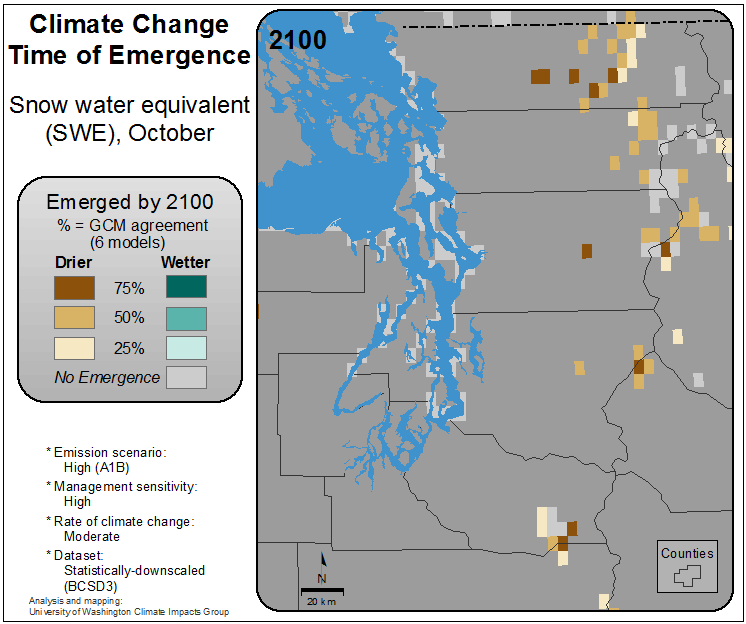 Climate Change
Time of Emergence
Snow water equivalent
(SWE), October
Emerged by 2100
% = GCM agreement
(6 models)
Drier Wetter
75%
50%
25%
No Emergence
* Emission scenario:
High (A1B)
* Management sensitivity:
High
* Rate of climate change:
Moderate
* Dataset:
Statistically-downscaled
(BCSD3)
Analysis and mapping:
University of Washington Climate Impacts Group
2100
N
20 km
Counties